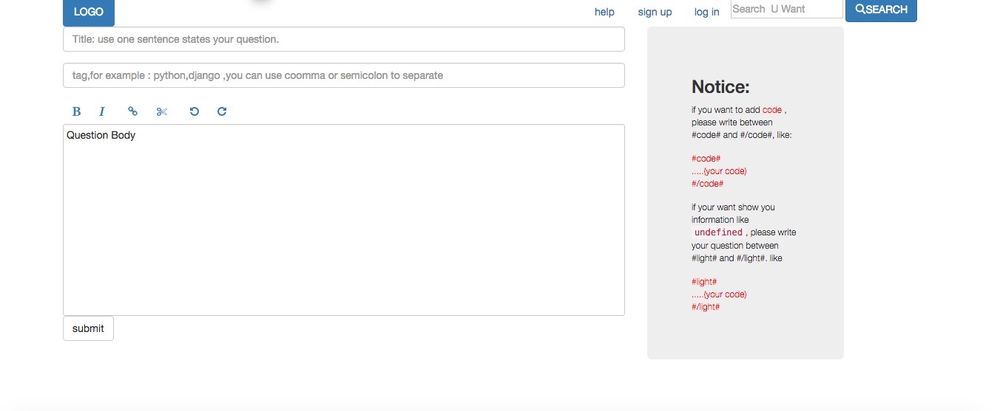 LOGO
help sign up log in Search U Want SEARCH
Title: use one sentence states your question.
tag,for example : python,django ,you can use coomma or semicolon to separate
B I
Question Body
submit
Notice:
if you want to add code ,
please write between
#code# and #/code#, like:
#code#
.....(your code)
#/code#
if your want show you
information like
undefined , please write
your question between
#light# and #/light#. like
#light#
.....(your code)
#/light#